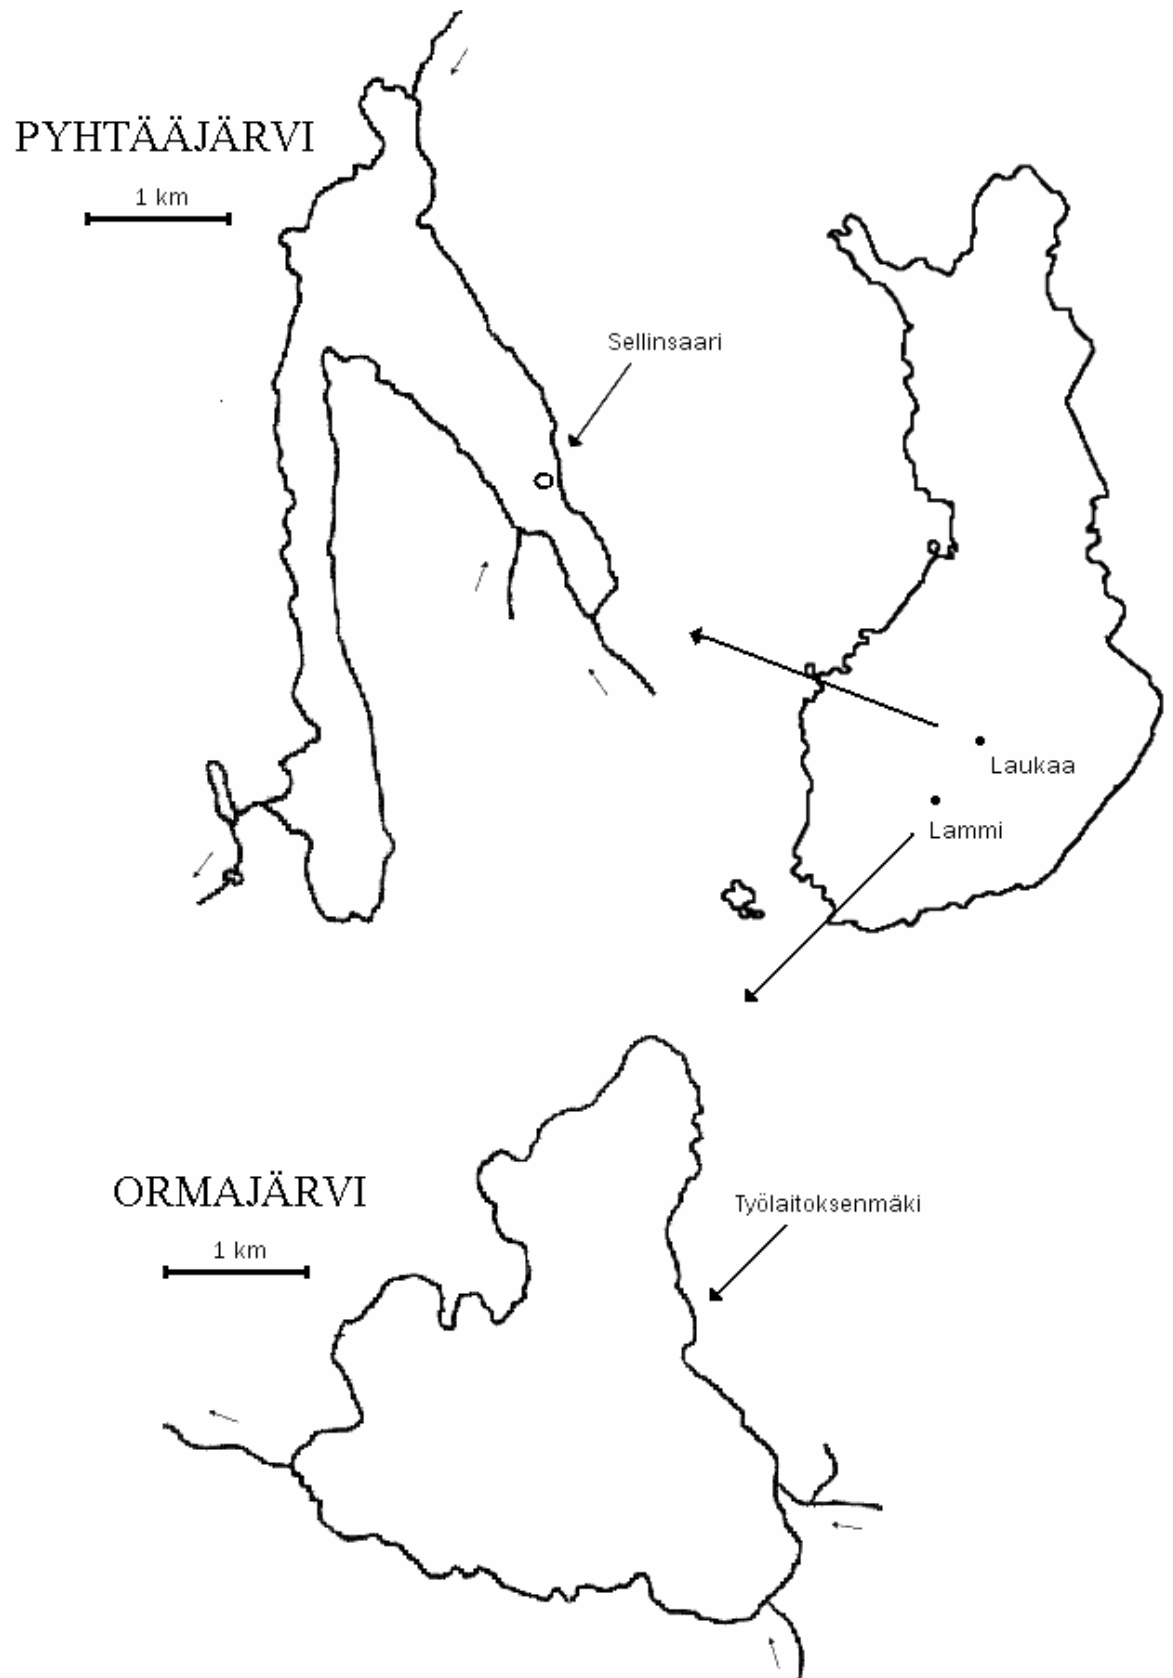 PYHTÄÄJÄRVI
1 km
Sellinsaari
Laukaa
Lammi
ORMAJÄRVI
1 km
Työlaitoksenmäki